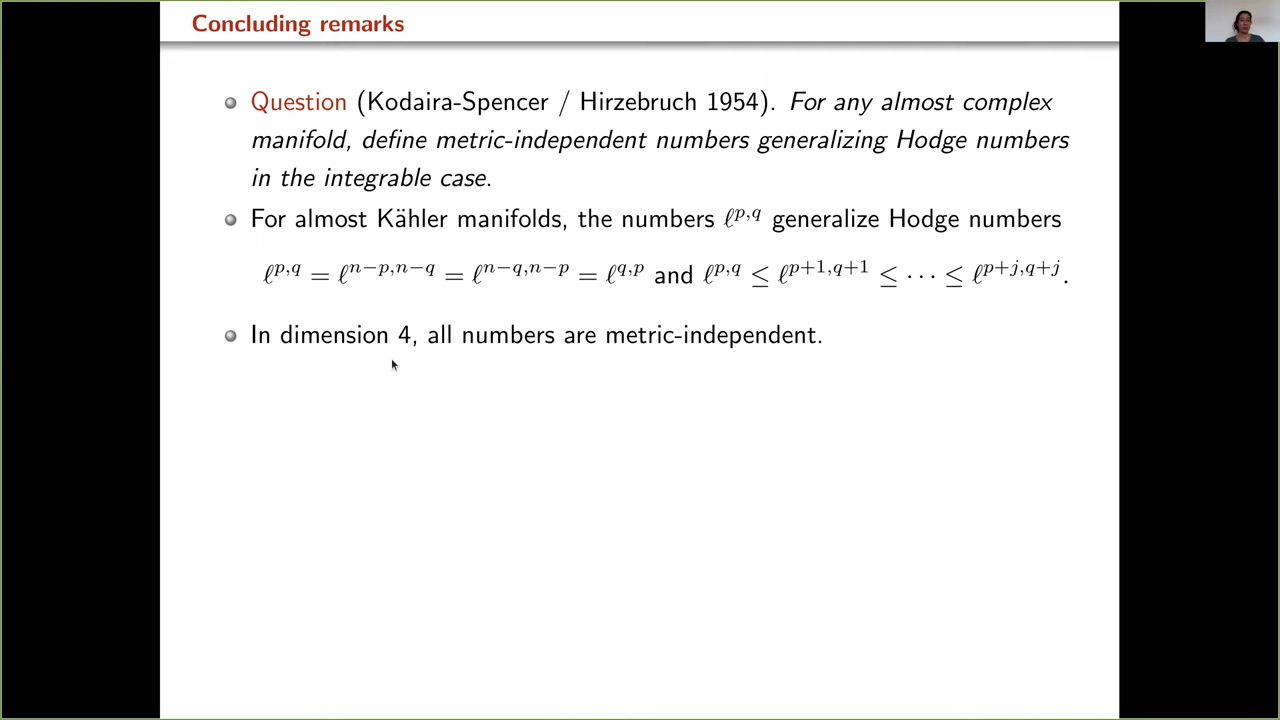 Concluding remarks
Question (Kodaira-Spencer / Hirzebruch 1954). For any almost complex
manifold, define metric-independent numbers generalizing Hodge numbers
in the integrable case.
For almost Kähler manifolds, the numbers ℓ^{p,q} generalize Hodge numbers
ℓ^{p,q} = ℓ^{n−p,n−q} = ℓ^{n−q,n−p} = ℓ^{q,p} and ℓ^{p,q} ≤ ℓ^{p+1,q+1} ≤ ⋯ ≤ ℓ^{p+j,q+j}.
In dimension 4, all numbers are metric-independent.